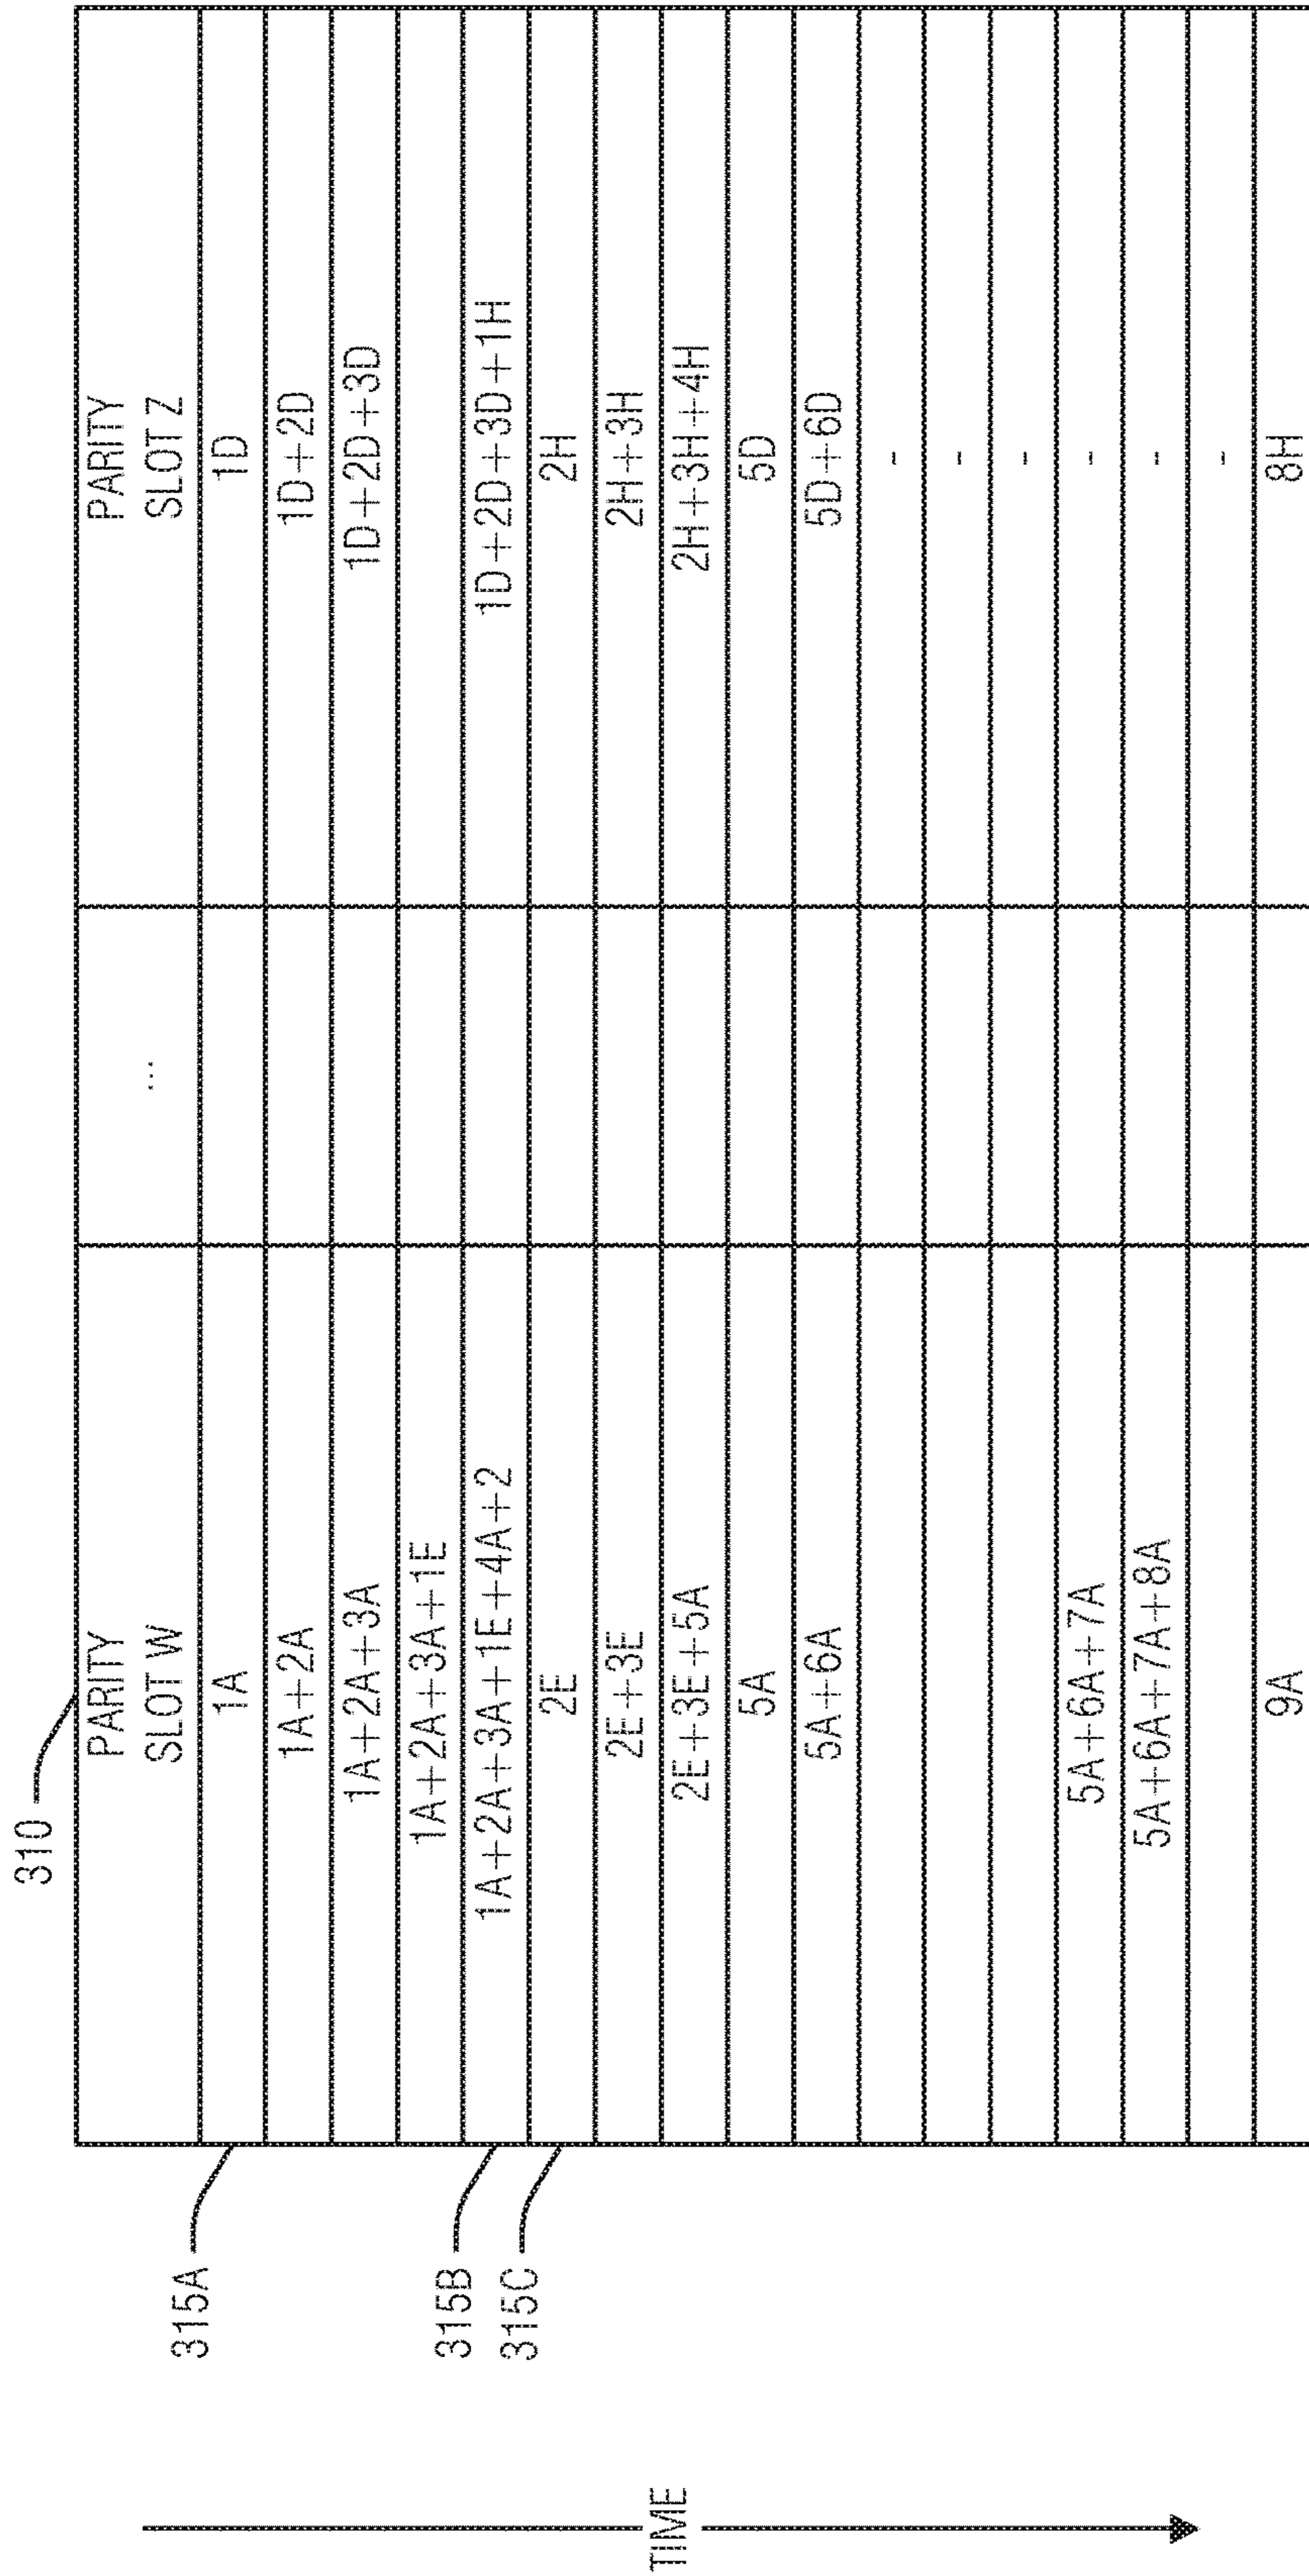 310
PARITY SLOT W ... PARITY SLOT Z
315A 1A 1D
1A+2A 1D+2D
1A+2A+3A 1D+2D+3D
1A+2A+3A+1E
315B 1A+2A+3A+1E+4A+2 1D+2D+3D+1H
315C 2E 2H
2E+3E 2H+3H
2E+3E+5A 2H+3H+4H
5A 5D
5A+6A 5D+6D
-
-
-
5A+6A+7A -
5A+6A+7A+8A -
-
9A 8H
TIME